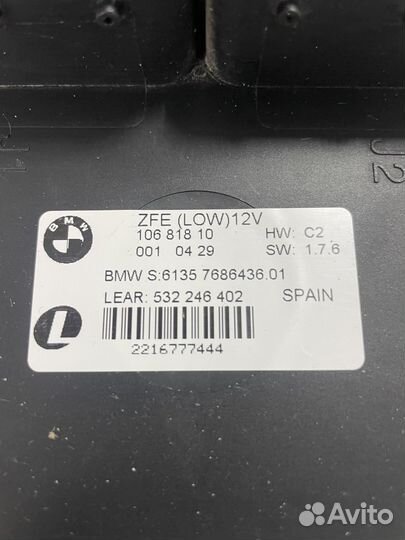 J2
BMW
ZFE (LOW)12V
106 818 10 HW: C2
001 04 29 SW: 1.7.6
BMW S:6135 7686436.01
LEAR: 532 246 402 SPAIN
L
2216777444
Avito